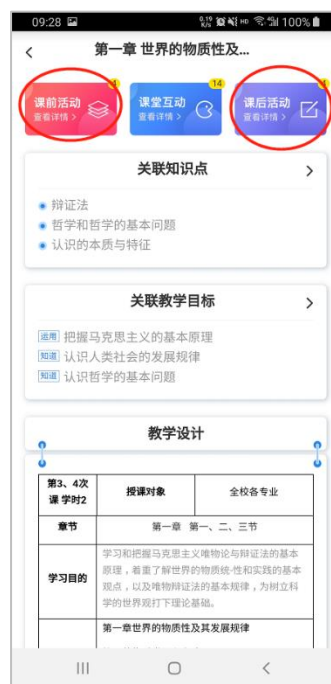 09:28
0.19 K/s HD 4G 100%
第一章 世界的物质性及...
4
14
4
课前活动
课堂互动
课后活动
查看详情 >
查看详情 >
查看详情 >
关联知识点
辩证法
哲学和哲学的基本问题
认识的本质与特征
关联教学目标
运用 把握马克思主义的基本原理
知道 认识人类社会的发展规律
知道 认识哲学的基本问题
教学设计
第3、4次
课 学时2
授课对象
全校各专业
章节
第一章 第一、二、三节
学习目的
学习和把握马克思主义唯物论与辩证法的基本
原理，着重了解世界的物质统-性和实践的基本
观点，以及唯物辩证法的基本规律，为树立科
学的世界观打下理论基础。
第一章世界的物质性及其发展规律